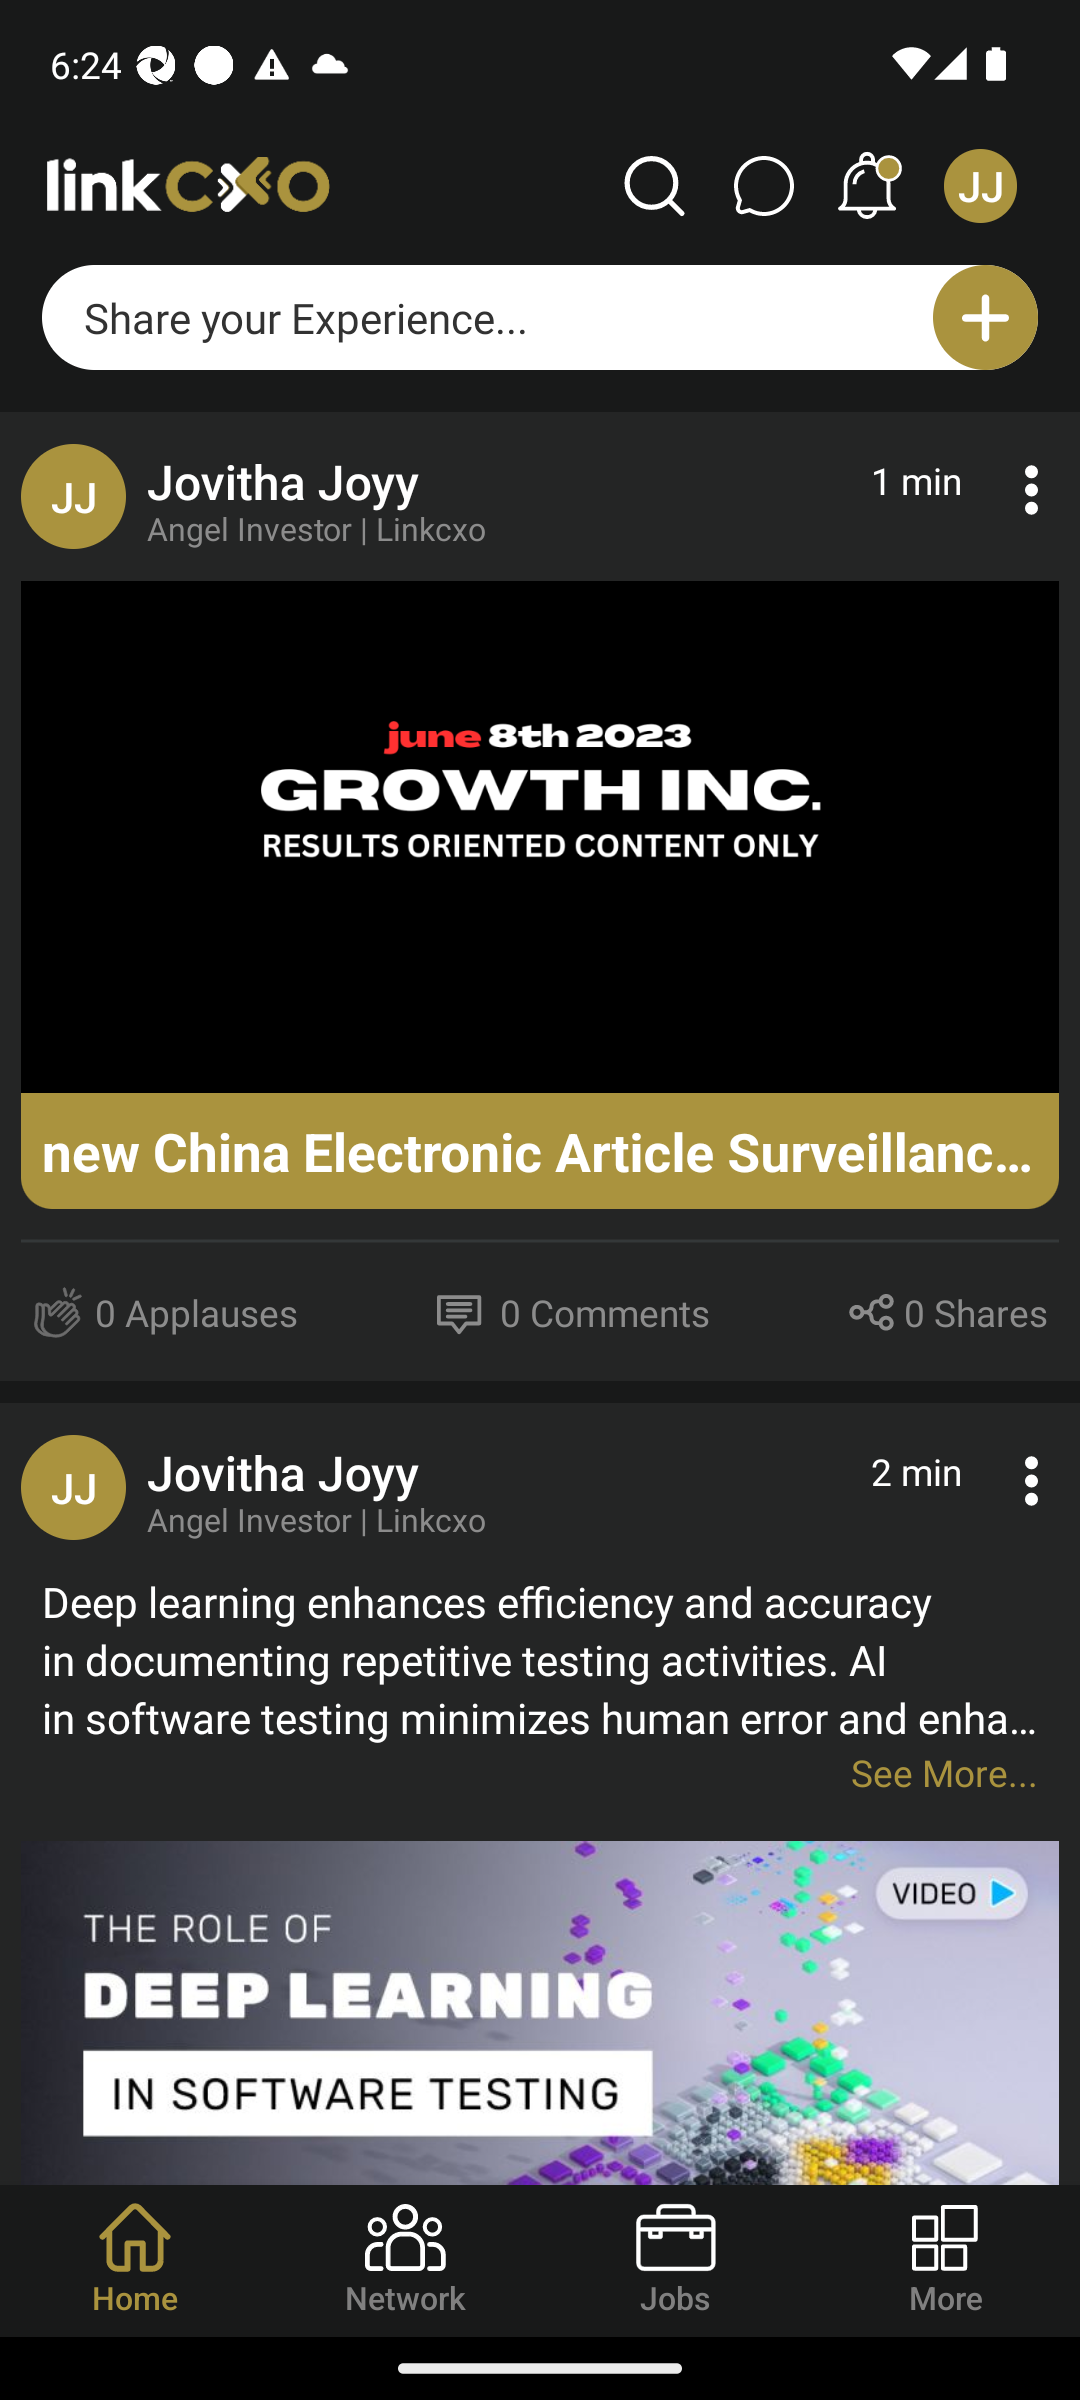 6:24
linkcxo
JJ
Share your Experience...
JJ
Jovitha Joyy
1 min
Angel Investor | Linkcxo
june 8th 2023
GROWTH INC.
RESULTS ORIENTED CONTENT ONLY
new China Electronic Article Surveillanc...
0 Applauses
0 Comments
0 Shares
JJ
Jovitha Joyy
2 min
Angel Investor | Linkcxo
Deep learning enhances efficiency and accuracy
in documenting repetitive testing activities. AI
in software testing minimizes human error and enha...
See More...
VIDEO
THE ROLE OF
DEEP LEARNING
IN SOFTWARE TESTING
Home
Network
Jobs
More